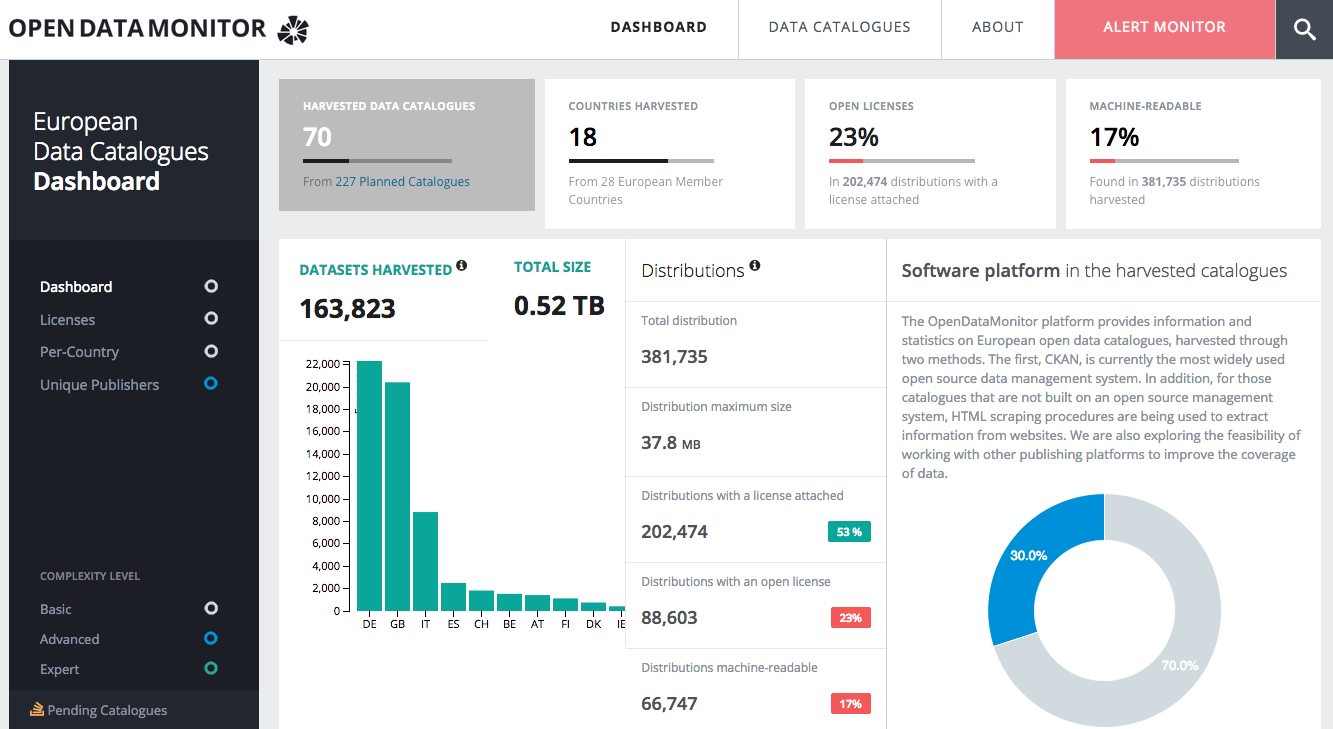 OPEN DATA MONITOR
DASHBOARD
DATA CATALOGUES
ABOUT
ALERT MONITOR
European
Data Catalogues
Dashboard
Dashboard
Licenses
Per-Country
Unique Publishers
COMPLEXITY LEVEL
Basic
Advanced
Expert
Pending Catalogues
HARVESTED DATA CATALOGUES
70
From 227 Planned Catalogues
COUNTRIES HARVESTED
18
From 28 European Member
Countries
OPEN LICENSES
23%
In 202,474 distributions with a
license attached
MACHINE-READABLE
17%
Found in 381,735 distributions
harvested
DATASETS HARVESTED
163,823
TOTAL SIZE
0.52 TB
22,000
20,000
18,000
16,000
14,000
12,000
10,000
8,000
6,000
4,000
2,000
0
DE GB IT ES CH BE AT FI DK IE
Distributions
Total distribution
381,735
Distribution maximum size
37.8 MB
Distributions with a license attached
202,474 53 %
Distributions with an open license
88,603 23%
Distributions machine-readable
66,747 17%
Software platform in the harvested catalogues
The OpenDataMonitor platform provides information and
statistics on European open data catalogues, harvested through
two methods. The first, CKAN, is currently the most widely used
open source data management system. In addition, for those
catalogues that are not built on an open source management
system, HTML scraping procedures are being used to extract
information from websites. We are also exploring the feasibility of
working with other publishing platforms to improve the coverage
of data.
30.0%
70.0%